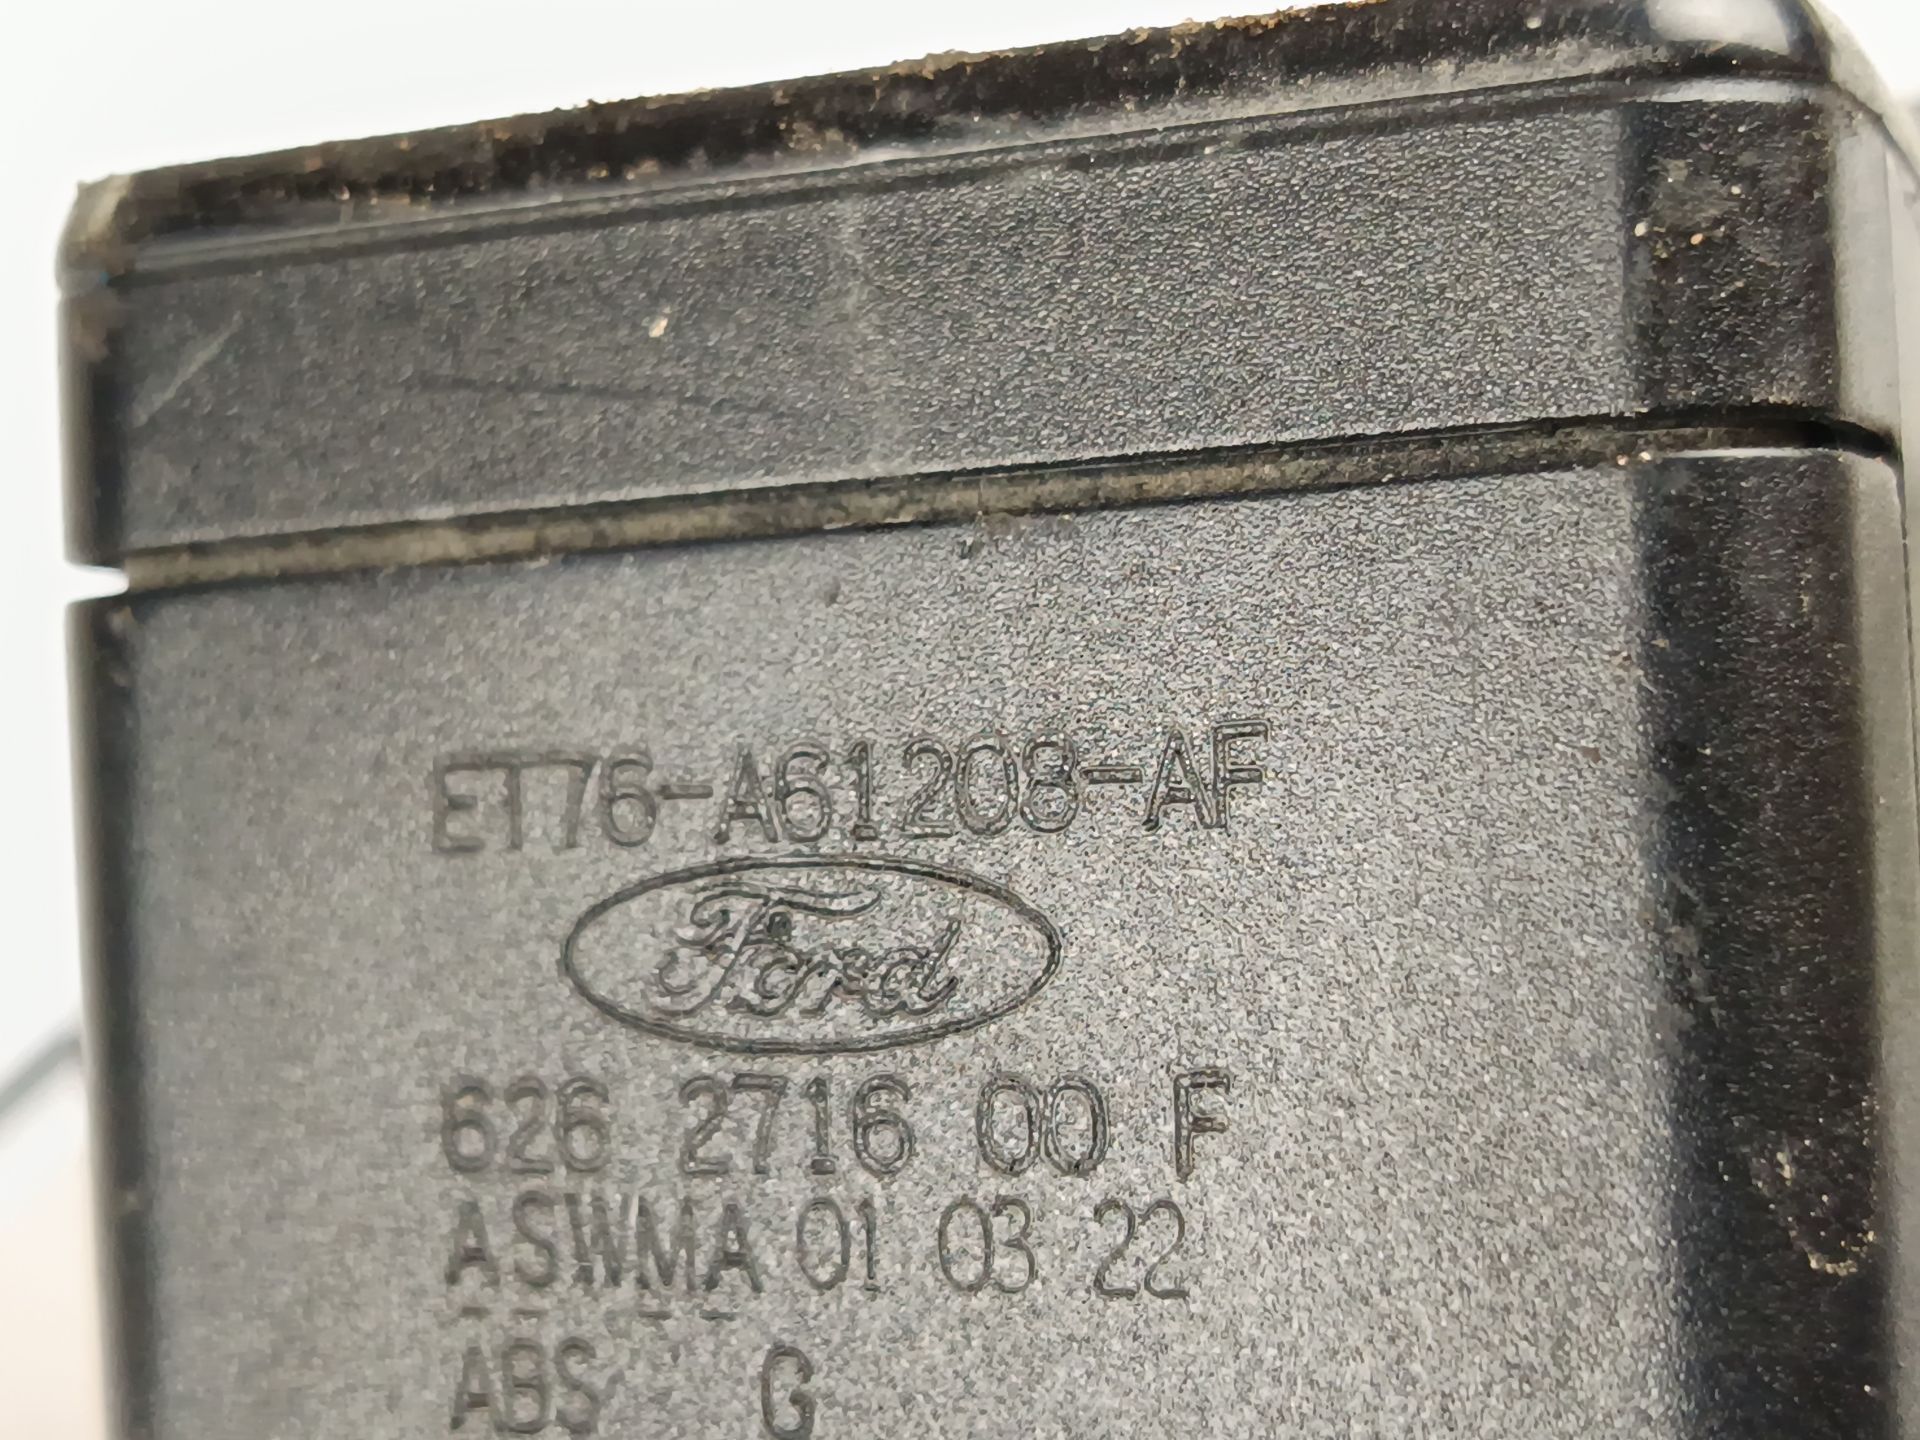 ET76-A61208-AF
Ford
626 2716 00 F
ASWMA 01 03 22
ABS G